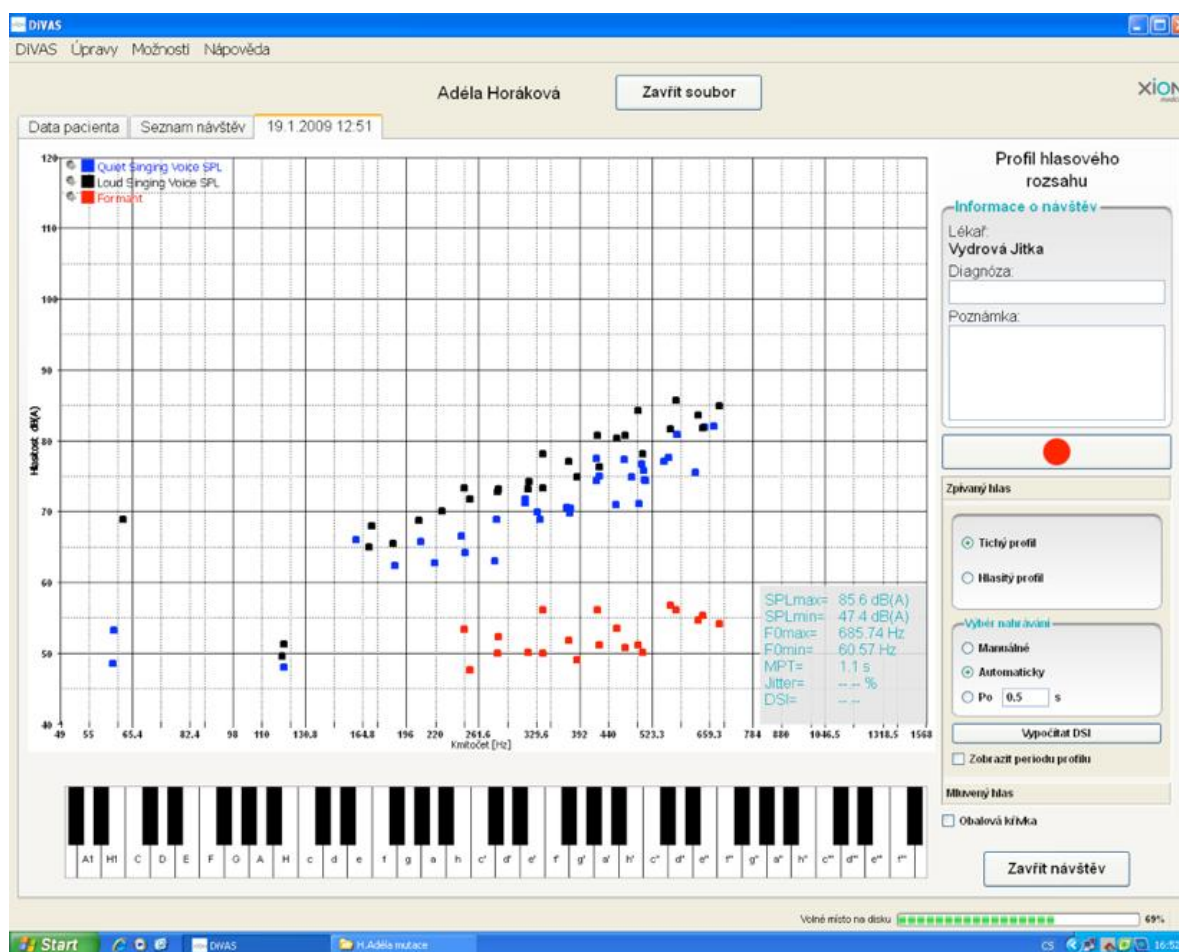 DiVAS
DiVAS Úpravy Možnosti Nápověda
Adéla Horáková
Zavřít soubor
XION
Data pacienta
Seznam návštěv
19.1.2009 12:51
Quiet Singing Voice SPL
Loud Singing Voice SPL
Formant
120
110
100
90
80
70
60
50
40
Hlasitost dB(A)
49 55 65.4 82.4 98 110 130.8 164.8 196 220 261.6 329.6 392 440 523.3 659.3 784 880 1046.5 1318.5 1568
Kmitočet [Hz]
SPLmax= 85.6 dB(A)
SPLmin= 47.4 dB(A)
F0max= 685.74 Hz
F0min= 60.57 Hz
MPT= 1.1 s
Jitter= -- -- %
DSI= -- --
A1 H1 C D E F G A H c d e f g a h c' d' e' f' g' a' h' c'' d'' e'' f'' g'' a'' h'' c''' d''' e''' f'''
Profil hlasového
rozsahu
Informace o návštěv
Lékař:
Vydrová Jitka
Diagnóza:
Poznámka:
Zpívaný hlas
Tichý profil
Hlasitý profil
Výběr nahrávání
Manuálně
Automaticky
Po 0.5 s
Vypočítat DSI
Zobrazit periodu profilu
Mluvený hlas
Obalová křivka
Zavřít návštěv
Volné místo na disku 69%
Start
DiVAS
H.Adéla mutace
CS
16:52